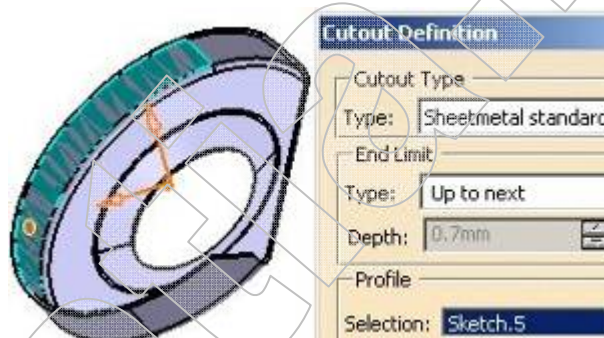 Cutout Definition
Cutout Type
Type: Sheetmetal standard
End Limit
Type: Up to next
Depth: 0.7mm
Profile
Selection: Sketch.5